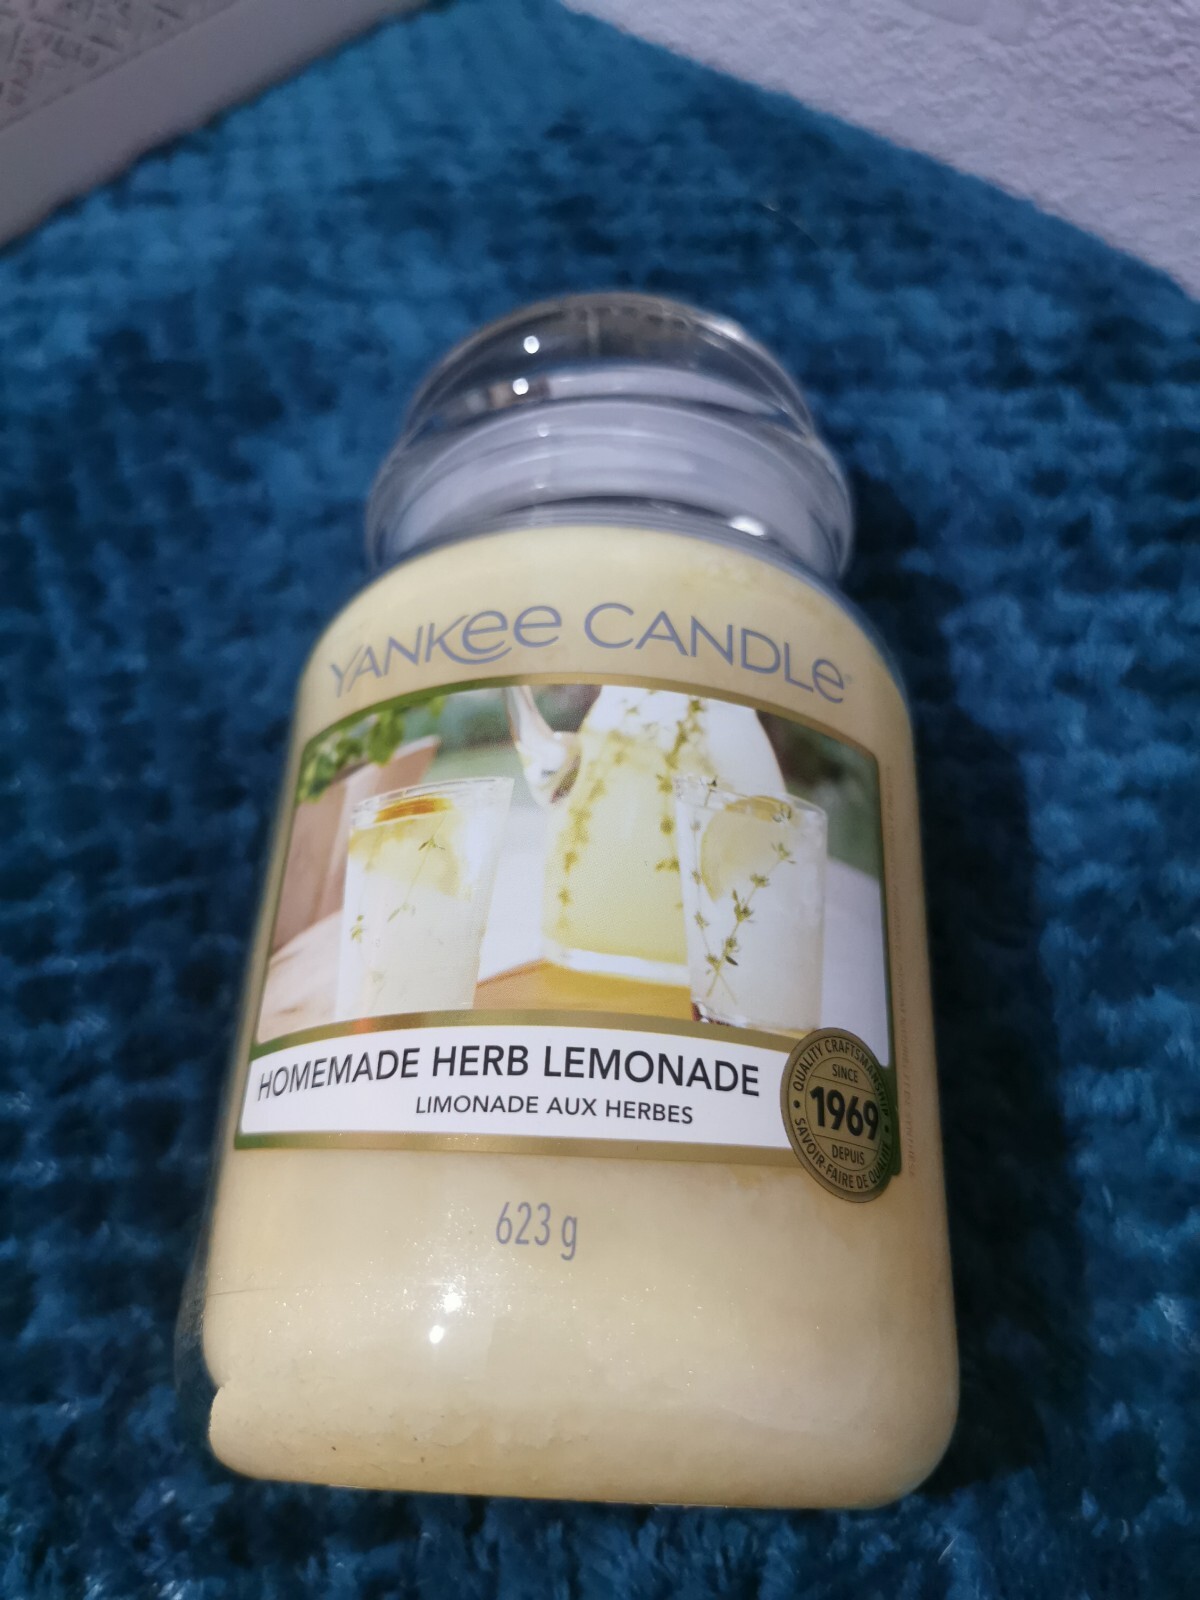 YANKEE CANDLE
HOMEMADE HERB LEMONADE
LIMONADE AUX HERBES
QUALITY CRAFTSMANSHIP
SINCE
1969
DEPUIS
SAVOIR-FAIRE DE QUALITÉ
623 g